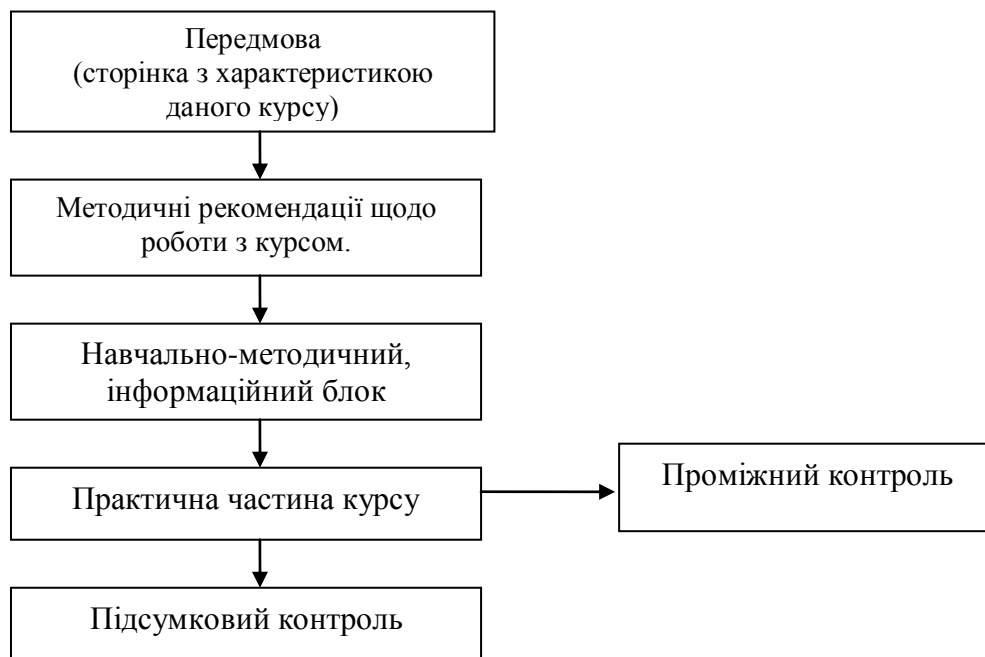 Передмова
(сторінка з характеристикою
даного курсу)
Методичні рекомендації щодо
роботи з курсом.
Навчально-методичний,
інформаційний блок
Практична частина курсу
Проміжний контроль
Підсумковий контроль